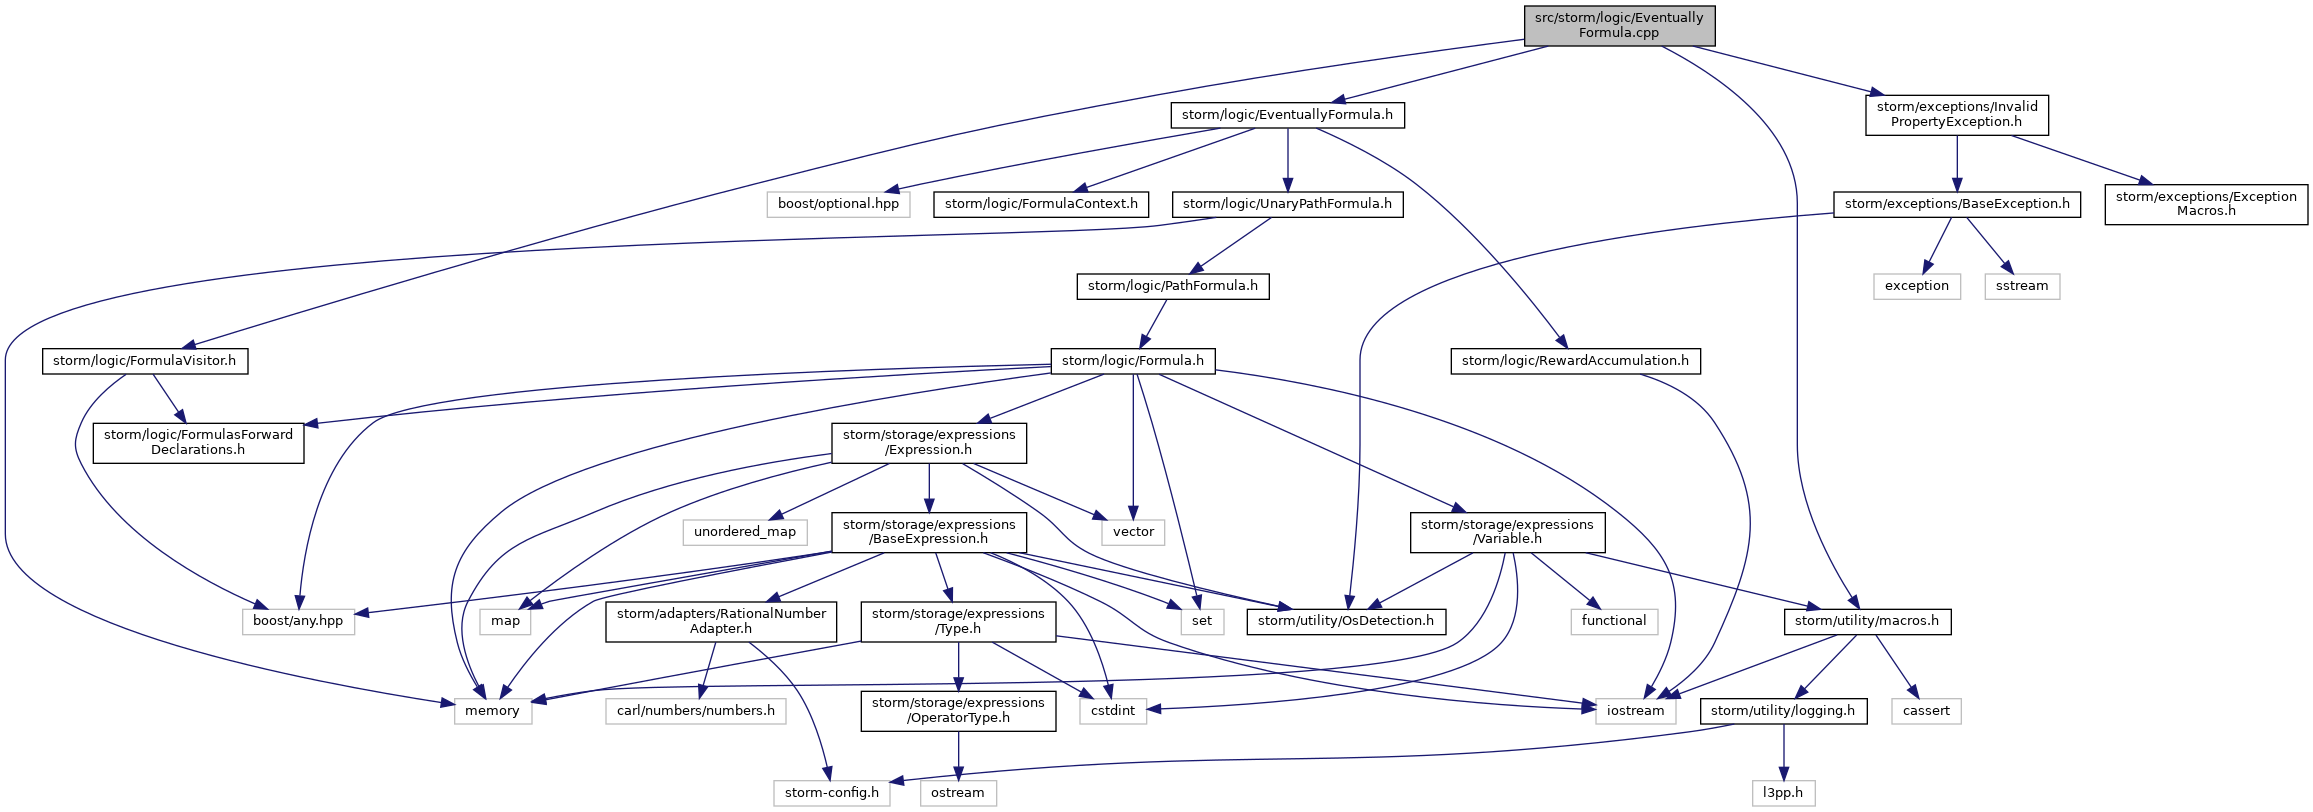 src/storm/logic/Eventually
Formula.cpp
storm/logic/EventuallyFormula.h
storm/exceptions/Invalid
PropertyException.h
boost/optional.hpp
storm/logic/FormulaContext.h
storm/logic/UnaryPathFormula.h
storm/exceptions/BaseException.h
storm/exceptions/Exception
Macros.h
storm/logic/PathFormula.h
exception
sstream
storm/logic/FormulaVisitor.h
storm/logic/Formula.h
storm/logic/RewardAccumulation.h
storm/logic/FormulasForward
Declarations.h
storm/storage/expressions
/Expression.h
unordered_map
storm/storage/expressions
/BaseExpression.h
vector
storm/storage/expressions
/Variable.h
boost/any.hpp
map
storm/adapters/RationalNumber
Adapter.h
storm/storage/expressions
/Type.h
set
storm/utility/OsDetection.h
functional
storm/utility/macros.h
memory
carl/numbers/numbers.h
storm/storage/expressions
/OperatorType.h
cstdint
iostream
storm/utility/logging.h
cassert
storm-config.h
ostream
l3pp.h